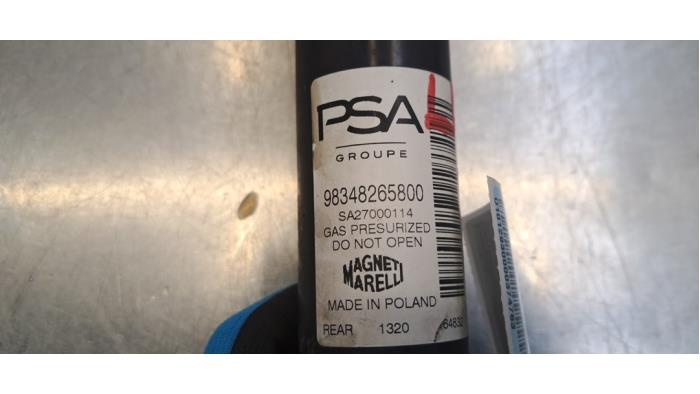 PSA
GROUPE
98348265800
SA27000114
GAS PRESURIZED
DO NOT OPEN
MAGNETI
MARELLI
MADE IN POLAND
REAR 1320